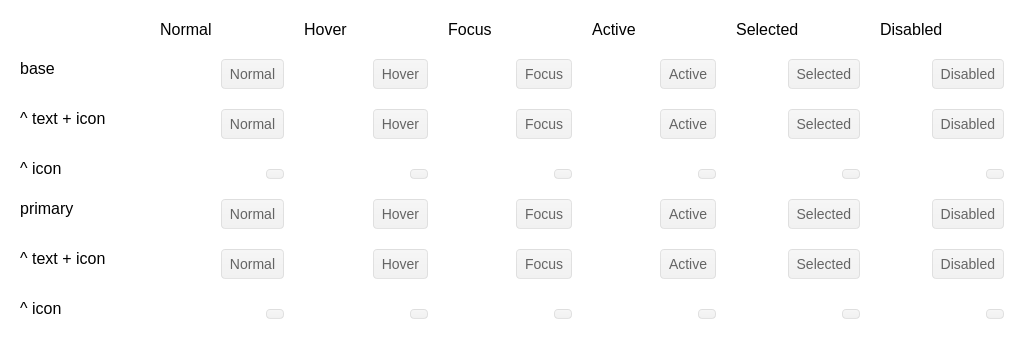 Normal Hover Focus Active Selected Disabled
base Normal Hover Focus Active Selected Disabled
^ text + icon Normal Hover Focus Active Selected Disabled
^ icon
primary Normal Hover Focus Active Selected Disabled
^ text + icon Normal Hover Focus Active Selected Disabled
^ icon